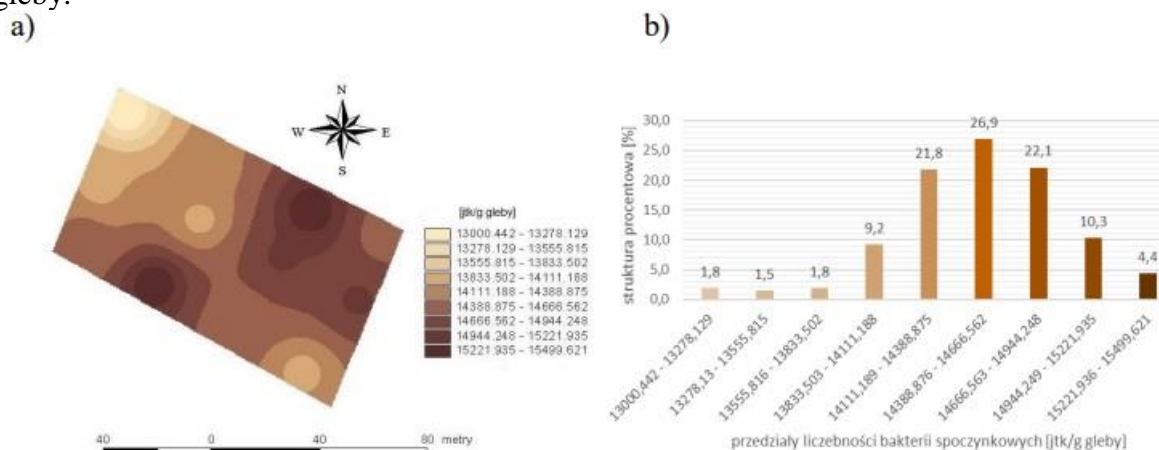 gleby.
a)
b)
N
W E
S
[jtk/g gleby]
13000.442 – 13278.129
13278.129 – 13555.815
13555.815 – 13833.502
13833.502 – 14111.188
14111.188 – 14388.875
14388.875 – 14666.562
14666.562 – 14944.248
14944.248 – 15221.935
15221.935 – 15499.621
40 0 40 80 metry
struktura procentowa [%]
30,0
25,0
20,0
15,0
10,0
5,0
0,0
1,8
1,5
1,8
9,2
21,8
26,9
22,1
10,3
4,4
13000,442 - 13278,129
13278,13 - 13555,815
13555,816 - 13833,502
13833,503 - 14111,188
14111,189 - 14388,875
14388,876 - 14666,562
14666,563 - 14944,248
14944,249 - 15221,935
15221,936 - 15499,621
przedziały liczebności bakterii spoczynkowych [jtk/g gleby]